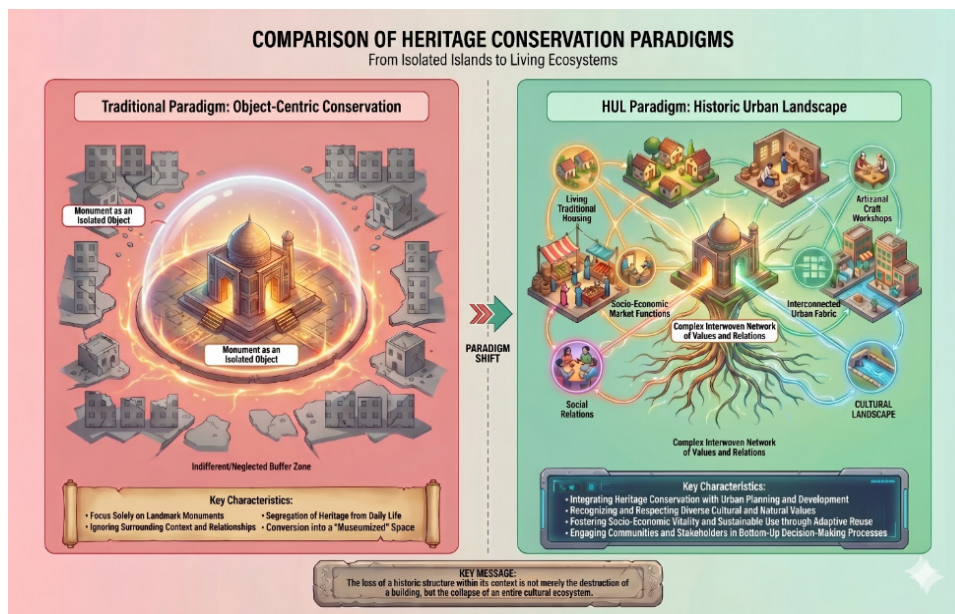 COMPARISON OF HERITAGE CONSERVATION PARADIGMS
From Isolated Islands to Living Ecosystems
Traditional Paradigm: Object-Centric Conservation
Monument as an
Isolated Object
Monument as an
Isolated Object
Indifferent/Neglected Buffer Zone
Key Characteristics:
• Focus Solely on Landmark Monuments
• Ignoring Surrounding Context and Relationships
• Segregation of Heritage from Daily Life
• Conversion into a "Museumized" Space
PARADIGM
SHIFT
HUL Paradigm: Historic Urban Landscape
Living
Traditional
Housing
Artizanal
Craft
Workshops
Socio-Economic
Market Functions
Interconnected
Urban Fabric
Complex Interwoven Network
of Values and Relations
Social
Relations
CULTURAL
LANDSCAPE
Complex Interwoven Network
of Values and Relations
Key Characteristics:
• Integrating Heritage Conservation with Urban Planning and Development
• Recognizing and Respecting Diverse Cultural and Natural Values
• Fostering Socio-Economic Vitality and Sustainable Use through Adaptive Reuse
• Engaging Communities and Stakeholders in Bottom-Up Decision-Making Processes
KEY MESSAGE:
The loss of a historic structure within its context is not merely the destruction of
a building, but the collapse of an entire cultural ecosystem.